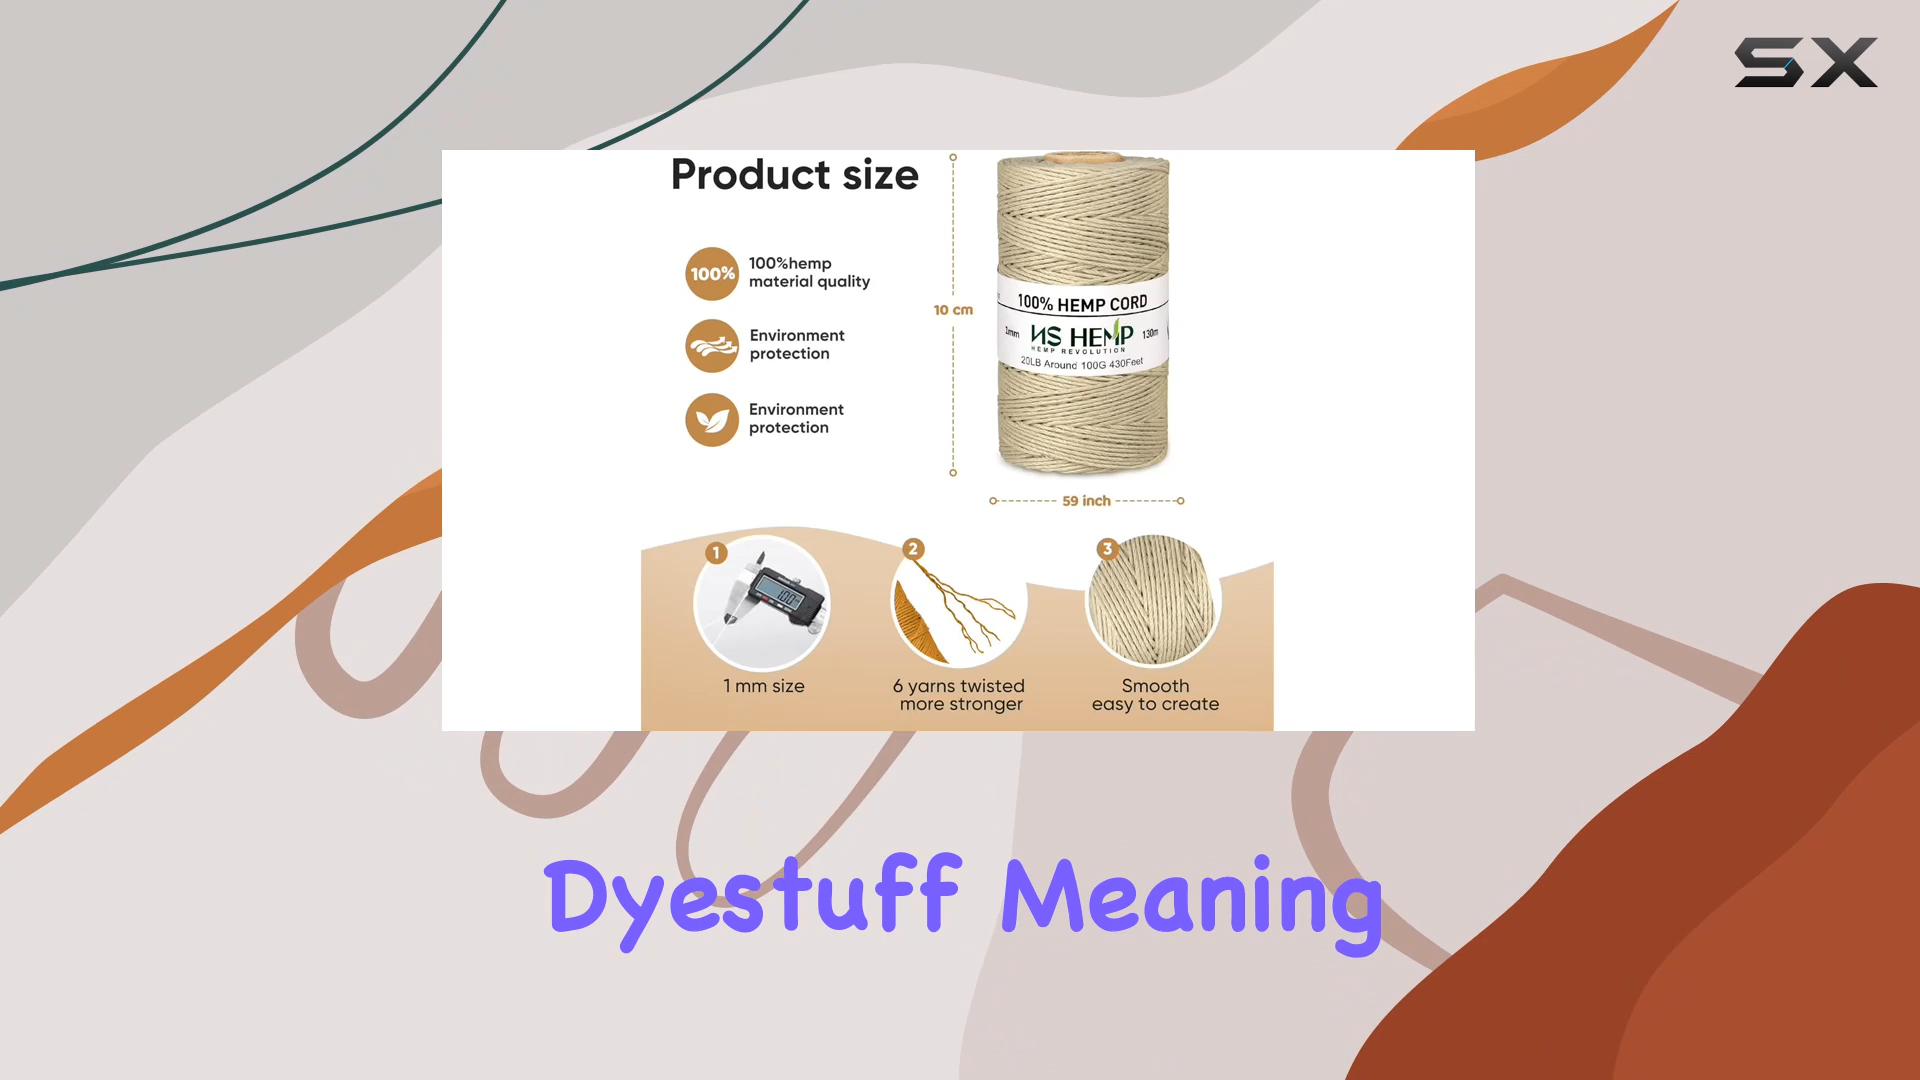 SX
Product size
100%
100%hemp
material quality
Environment
protection
Environment
protection
10 cm
100% HEMP CORD
1mm
NS HEMP
130m
HEMP REVOLUTION
20LB Around 100G 430Feet
59 inch
1
2
3
1 mm size
6 yarns twisted
more stronger
Smooth
easy to create
Dyestuff Meaning